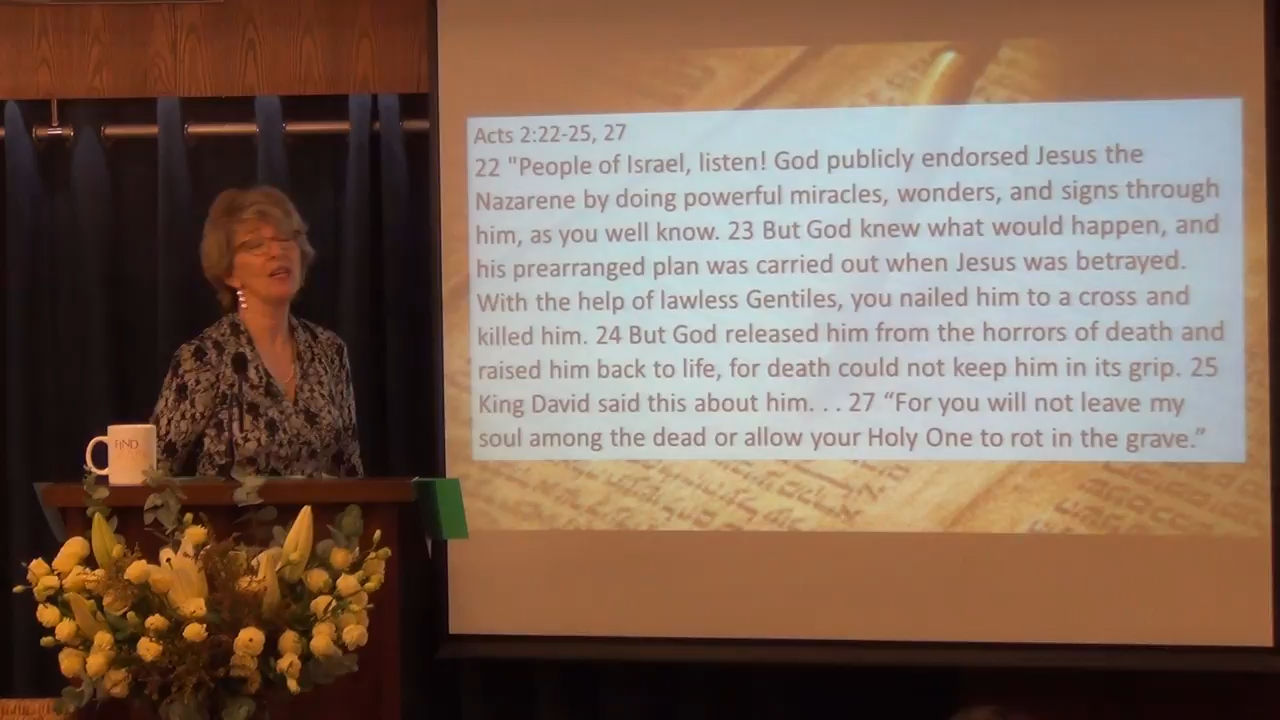 Acts 2:22-25, 27
22 "People of Israel, listen! God publicly endorsed Jesus the
Nazarene by doing powerful miracles, wonders, and signs through
him, as you well know. 23 But God knew what would happen, and
his prearranged plan was carried out when Jesus was betrayed.
With the help of lawless Gentiles, you nailed him to a cross and
killed him. 24 But God released him from the horrors of death and
raised him back to life, for death could not keep him in its grip. 25
King David said this about him. . . 27 “For you will not leave my
soul among the dead or allow your Holy One to rot in the grave.”
FIND